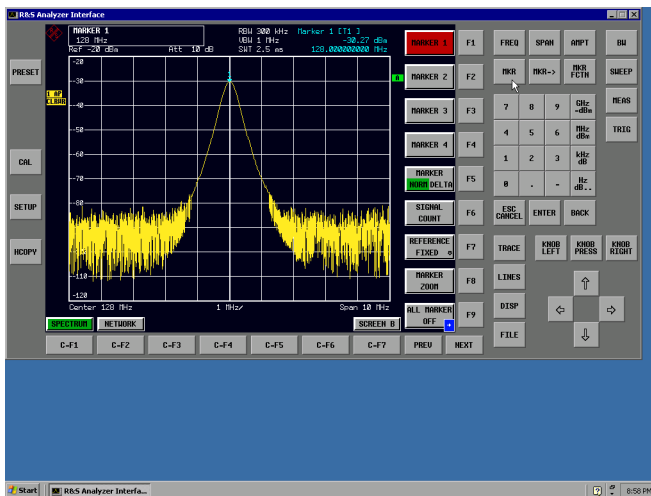 R&S Analyzer Interface
MARKER 1
128 MHz
RBW 300 kHz Marker 1 [T1 ]
VBW 1 MHz -30.27 dBm
Ref -20 dBm Att 10 dB SWT 2.5 ms 128.000000000 MHz
-20
-30
-40
-50
-60
-70
-80
-110
-120
1 AP
CLRWR
1
A
Center 128 MHz 1 MHz/ Span 10 MHz
SPECTRUM NETWORK SCREEN B
PRESET
CAL
SETUP
HCOPY
MARKER 1 F1
MARKER 2 F2
MARKER 3 F3
MARKER 4 F4
MARKER
NORM DELTA F5
SIGNAL
COUNT F6
REFERENCE
FIXED F7
MARKER
ZOOM F8
ALL MARKER
OFF F9
C-F1 C-F2 C-F3 C-F4 C-F5 C-F6 C-F7 PREV NEXT
FREQ SPAN AMPT BW
MKR MKR-> MKR
FCTN SWEEP
7 8 9 GHz
-dBm MEAS
4 5 6 MHz
dBm TRIG
1 2 3 kHz
dB
0 . - Hz
dB..
ESC
CANCEL ENTER BACK
TRACE KNOB
LEFT KNOB
PRESS KNOB
RIGHT
LINES
DISP
FILE
Start R&S Analyzer Interfa... 8:58 PM